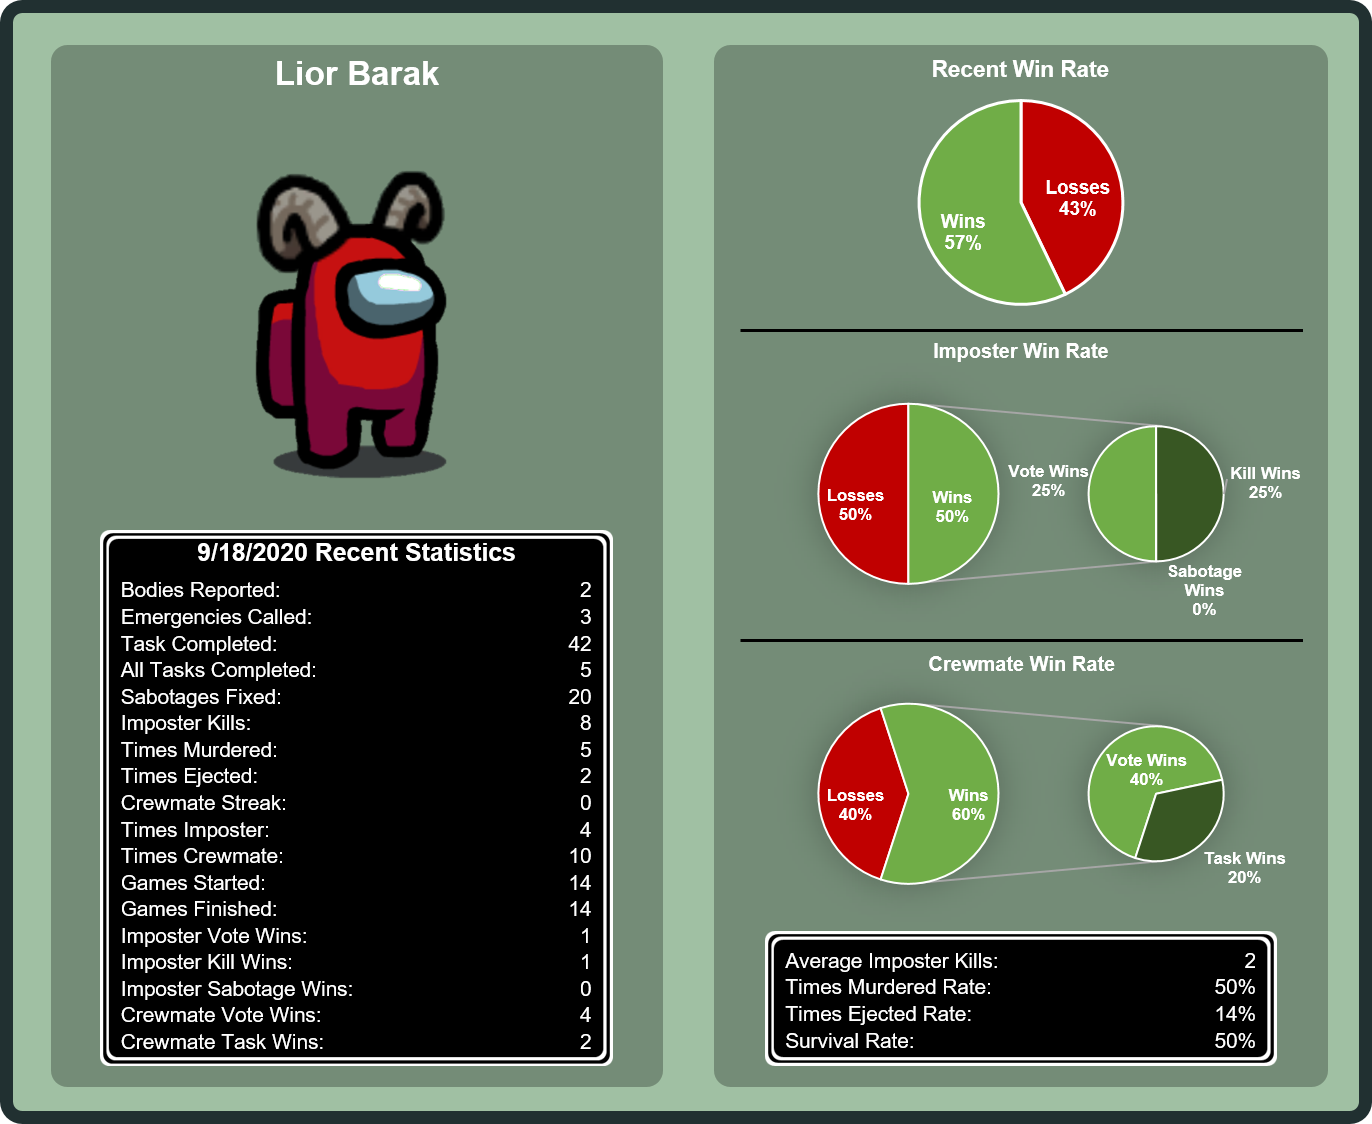 Lior Barak
9/18/2020 Recent Statistics
Bodies Reported: 2
Emergencies Called: 3
Task Completed: 42
All Tasks Completed: 5
Sabotages Fixed: 20
Imposter Kills: 8
Times Murdered: 5
Times Ejected: 2
Crewmate Streak: 0
Times Imposter: 4
Times Crewmate: 10
Games Started: 14
Games Finished: 14
Imposter Vote Wins: 1
Imposter Kill Wins: 1
Imposter Sabotage Wins: 0
Crewmate Vote Wins: 4
Crewmate Task Wins: 2
Recent Win Rate
Losses
43%
Wins
57%
Imposter Win Rate
Losses
50%
Wins
50%
Vote Wins
25%
Kill Wins
25%
Sabotage
Wins
0%
Crewmate Win Rate
Losses
40%
Wins
60%
Vote Wins
40%
Task Wins
20%
Average Imposter Kills: 2
Times Murdered Rate: 50%
Times Ejected Rate: 14%
Survival Rate: 50%